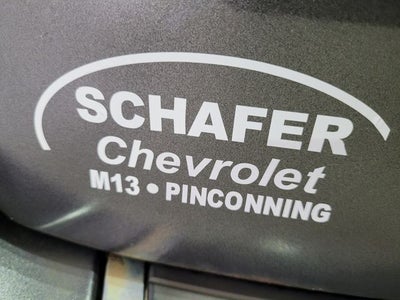 SCHAFER
Chevrolet
M13 • PINCONNING